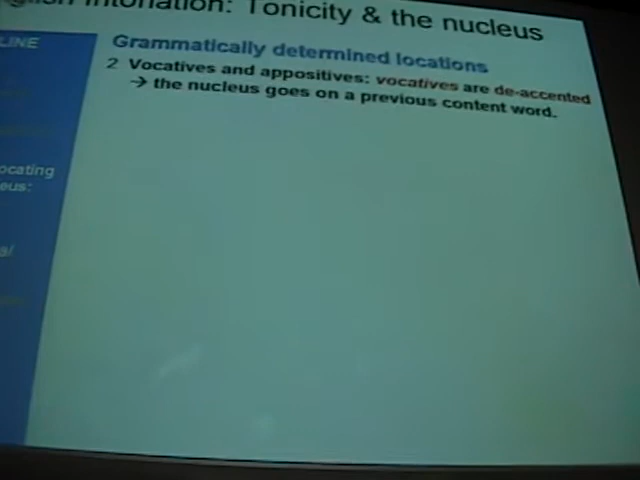 Intonation: Tonicity & the nucleus
LINE
Grammatically determined locations
2 Vocatives and appositives: vocatives are de-accented
→ the nucleus goes on a previous content word.
ocating
eus: